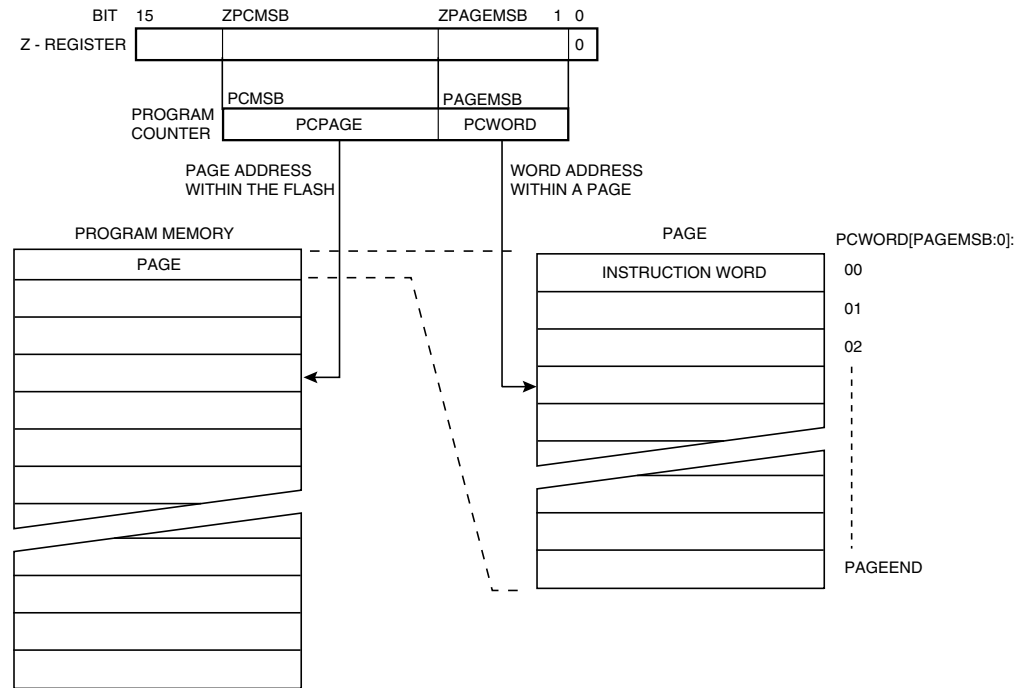 BIT 15 ZPCMSB ZPAGEMSB 1 0
Z - REGISTER 0
PCMSB PAGEMSB
PROGRAM
COUNTER
PCPAGE PCWORD
PAGE ADDRESS
WITHIN THE FLASH
WORD ADDRESS
WITHIN A PAGE
PROGRAM MEMORY
PAGE
PAGE
PCWORD[PAGEMSB:0]:
INSTRUCTION WORD
00
01
02
PAGEEND